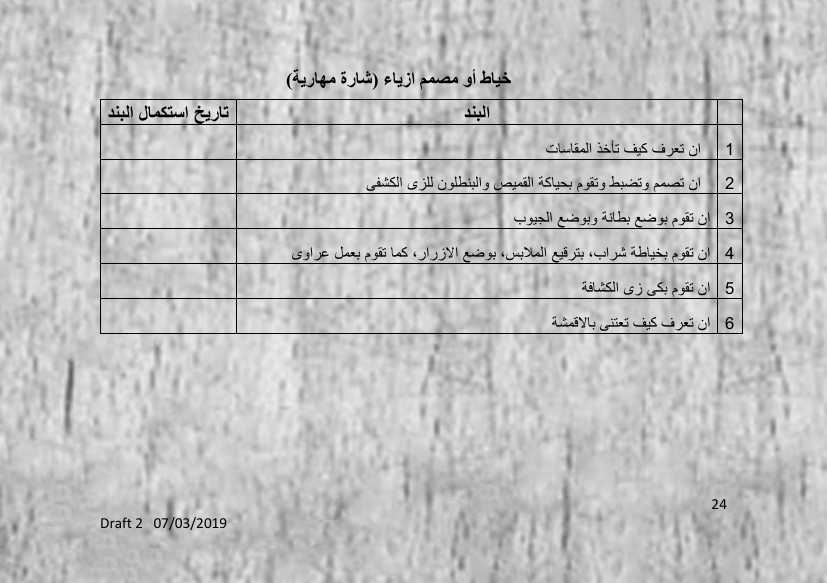 خياط أو مصمم ازياء (شارة مهارية)
البند تاريخ استكمال البند
1 ان تعرف كيف تأخذ المقاسات
2 ان تصمم وتضبط وتقوم بحياكة القميص والبنطلون للزى الكشفى
3 ان تقوم بوضع بطانة وبوضع الجيوب
4 ان تقوم بخياطة شراب، بترقيع الملابس، بوضع الازرار، كما تقوم بعمل عراوى
5 ان تقوم بكى زى الكشافة
6 ان تعرف كيف تعتنى بالاقمشة
24
Draft 2 07/03/2019